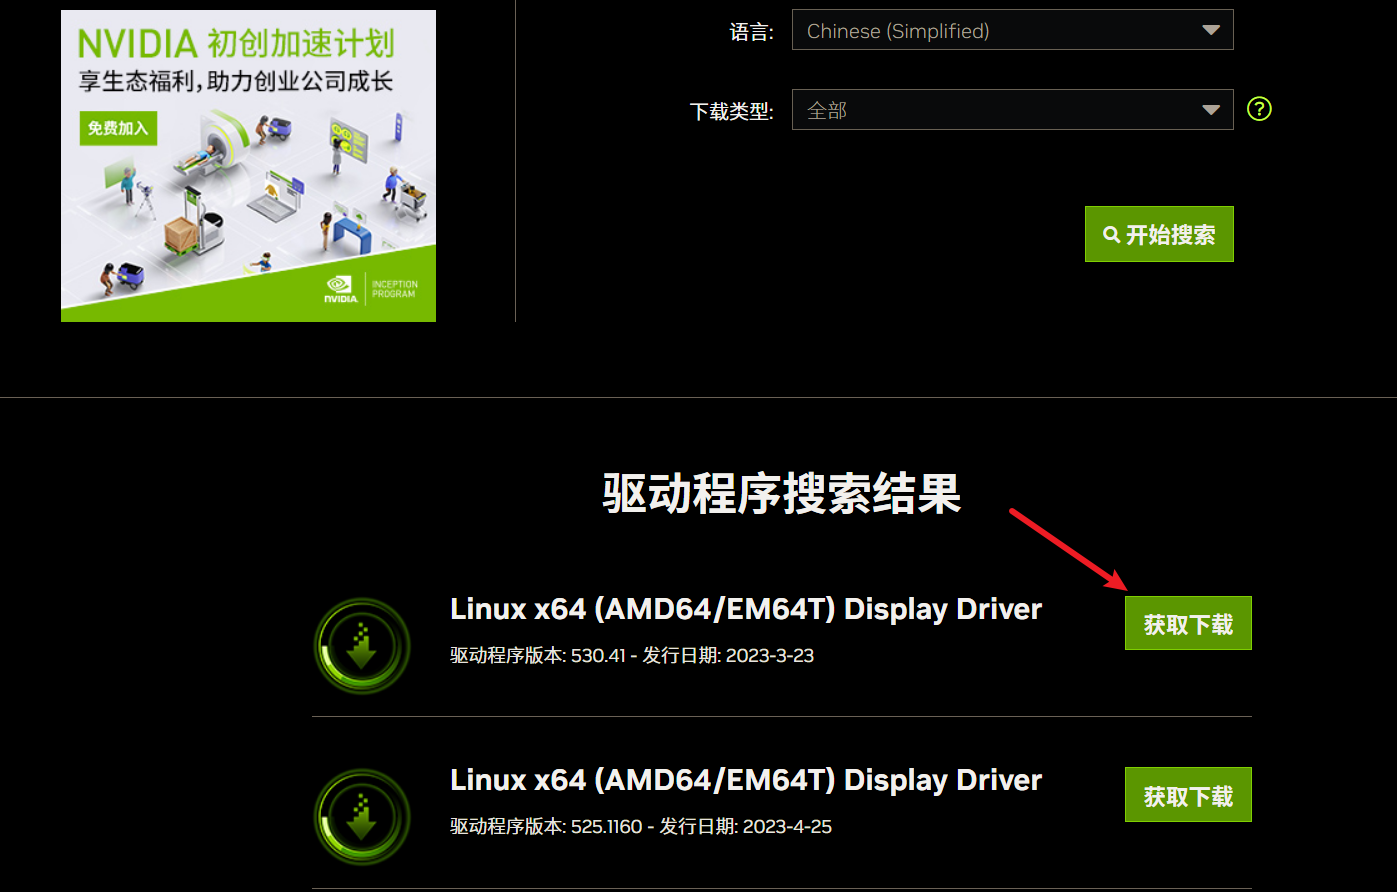 NVIDIA 初创加速计划
享生态福利，助力创业公司成长
免费加入
NVIDIA.
INCEPTION
PROGRAM
语言:
Chinese (Simplified)
下载类型:
全部
?
开始搜索
驱动程序搜索结果
Linux x64 (AMD64/EM64T) Display Driver
获取下载
驱动程序版本: 530.41 - 发行日期: 2023-3-23
Linux x64 (AMD64/EM64T) Display Driver
获取下载
驱动程序版本: 525.1160 - 发行日期: 2023-4-25